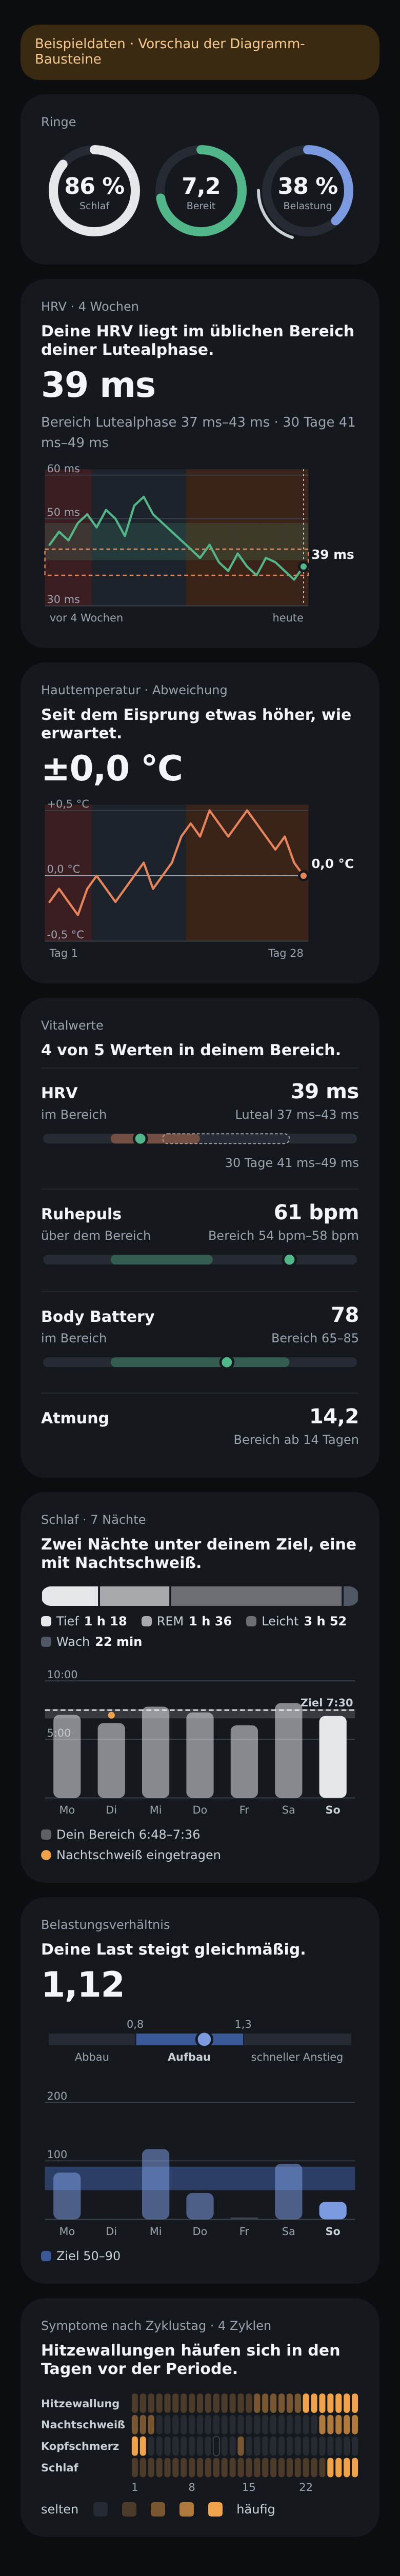 Beispieldaten · Vorschau der Diagramm-
Bausteine
Ringe
86 %
Schlaf
7,2
Bereit
38 %
Belastung
HRV · 4 Wochen
Deine HRV liegt im üblichen Bereich
deiner Lutealphase.
39 ms
Bereich Lutealphase 37 ms–43 ms · 30 Tage 41
ms–49 ms
60 ms
50 ms
39 ms
30 ms
vor 4 Wochen
heute
Hauttemperatur · Abweichung
Seit dem Eisprung etwas höher, wie
erwartet.
±0,0 °C
+0,5 °C
0,0 °C
0,0 °C
-0,5 °C
Tag 1
Tag 28
Vitalwerte
4 von 5 Werten in deinem Bereich.
HRV
39 ms
im Bereich
Luteal 37 ms–43 ms
30 Tage 41 ms–49 ms
Ruhepuls
61 bpm
über dem Bereich
Bereich 54 bpm–58 bpm
Body Battery
78
im Bereich
Bereich 65–85
Atmung
14,2
Bereich ab 14 Tagen
Schlaf · 7 Nächte
Zwei Nächte unter deinem Ziel, eine
mit Nachtschweiß.
Tief 1 h 18
REM 1 h 36
Leicht 3 h 52
Wach 22 min
10:00
Ziel 7:30
5:00
Mo Di Mi Do Fr Sa So
Dein Bereich 6:48–7:36
Nachtschweiß eingetragen
Belastungsverhältnis
Deine Last steigt gleichmäßig.
1,12
0,8
1,3
Abbau
Aufbau
schneller Anstieg
200
100
Mo Di Mi Do Fr Sa So
Ziel 50–90
Symptome nach Zyklustag · 4 Zyklen
Hitzewallungen häufen sich in den
Tagen vor der Periode.
Hitzewallung
Nachtschweiß
Kopfschmerz
Schlaf
1 8 15 22
selten
häufig